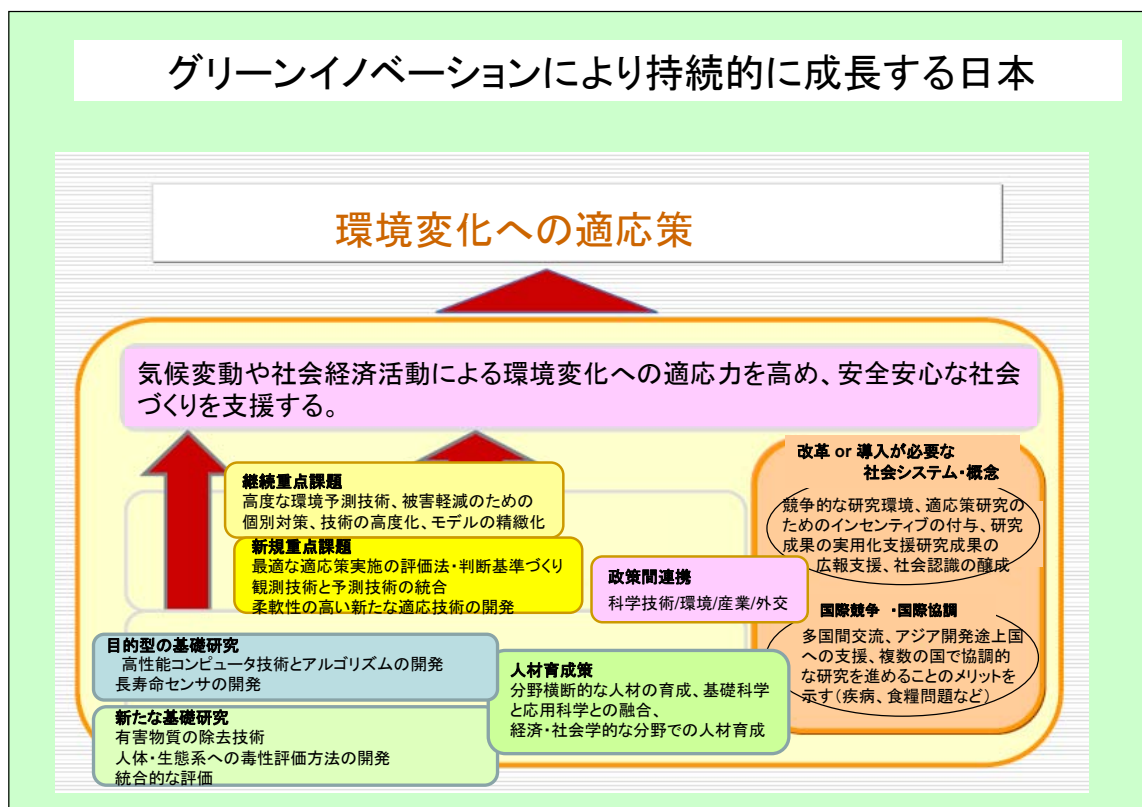 グリーンイノベーションにより持続的に成長する日本
環境変化への適応策
気候変動や社会経済活動による環境変化への適応力を高め、安全安心な社会
づくりを支援する。
継続重点課題
高度な環境予測技術、被害軽減のための
個別対策、技術の高度化、モデルの精緻化
新規重点課題
最適な適応策実施の評価法・判断基準づくり
観測技術と予測技術の統合
柔軟性の高い新たな適応技術の開発
政策間連携
科学技術/環境/産業/外交
改革 or 導入が必要な
社会システム・概念
競争的な研究環境、適応策研究の
ためのインセンティブの付与、研究
成果の実用化支援研究成果の
広報支援、社会認識の醸成
国際競争 ・国際協調
多国間交流、アジア開発途上国
への支援、複数の国で協調的
な研究を進めることのメリットを
示す(疾病、食糧問題など)
目的型の基礎研究
高性能コンピュータ技術とアルゴリズムの開発
長寿命センサの開発
新たな基礎研究
有害物質の除去技術
人体・生態系への毒性評価方法の開発
統合的な評価
人材育成策
分野横断的な人材の育成、基礎科学
と応用科学との融合、
経済・社会学的な分野での人材育成